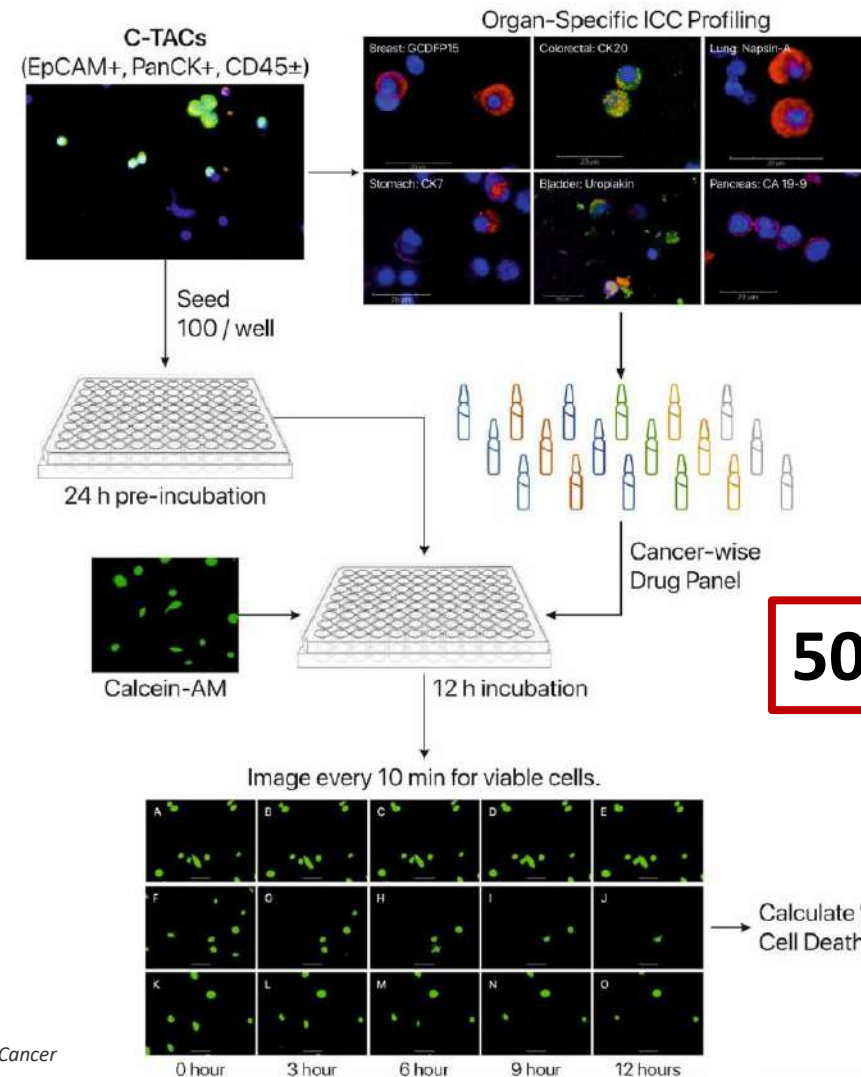 Organ-Specific ICC Profiling
C-TACs
(EpCAM+, PanCK+, CD45±)
Breast: GCDFP15
Colorectal: CK20
Lung: Napsin-A
Stomach: CK7
Bladder: Uroplakin
Pancreas: CA 19-9
Seed
100 / well
24 h pre-incubation
Cancer-wise
Drug Panel
50
Calcein-AM
12 h incubation
Image every 10 min for viable cells.
A B C D E
F G H I J
K L M N O
Calculate
Cell Death
Cancer
0 hour 3 hour 6 hour 9 hour 12 hours